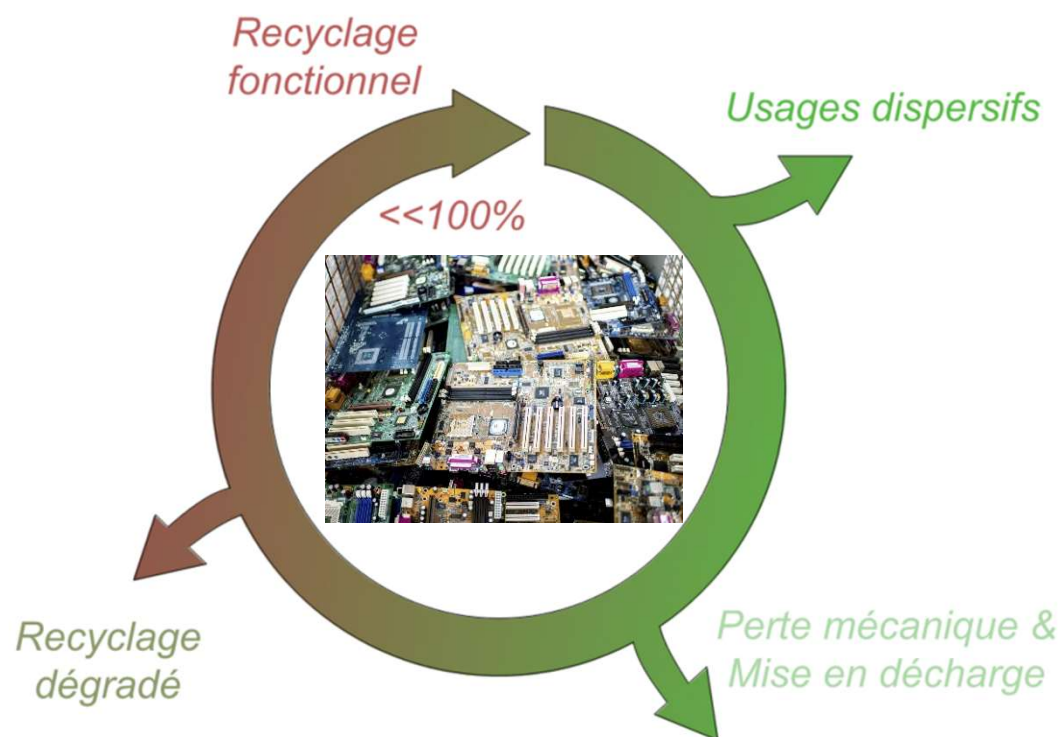 Recyclage
fonctionnel
Usages dispersifs
<<100%
Recyclage
dégradé
Perte mécanique &
Mise en décharge